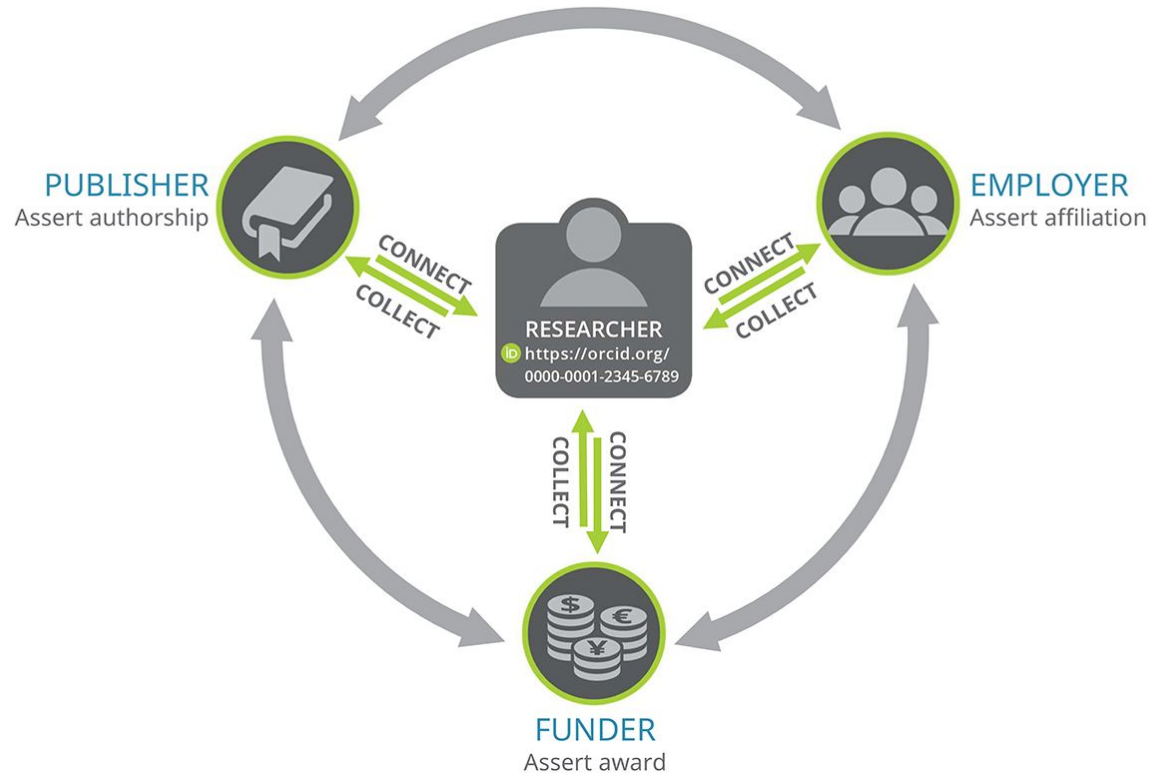 PUBLISHER
Assert authorship
EMPLOYER
Assert affiliation
CONNECT
COLLECT
CONNECT
COLLECT
RESEARCHER
iD https://orcid.org/
0000-0001-2345-6789
COLLECT
CONNECT
$
€
¥
FUNDER
Assert award